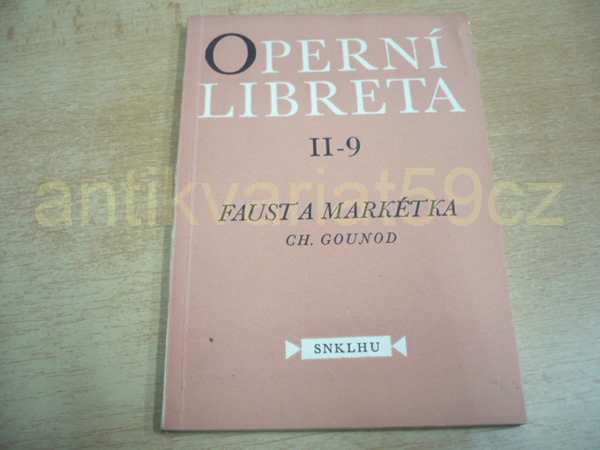 OPERNÍ
LIBRETA
II-9
antikvariat59cz
FAUST A MARKÉTKA
CH. GOUNOD
SNKLHU